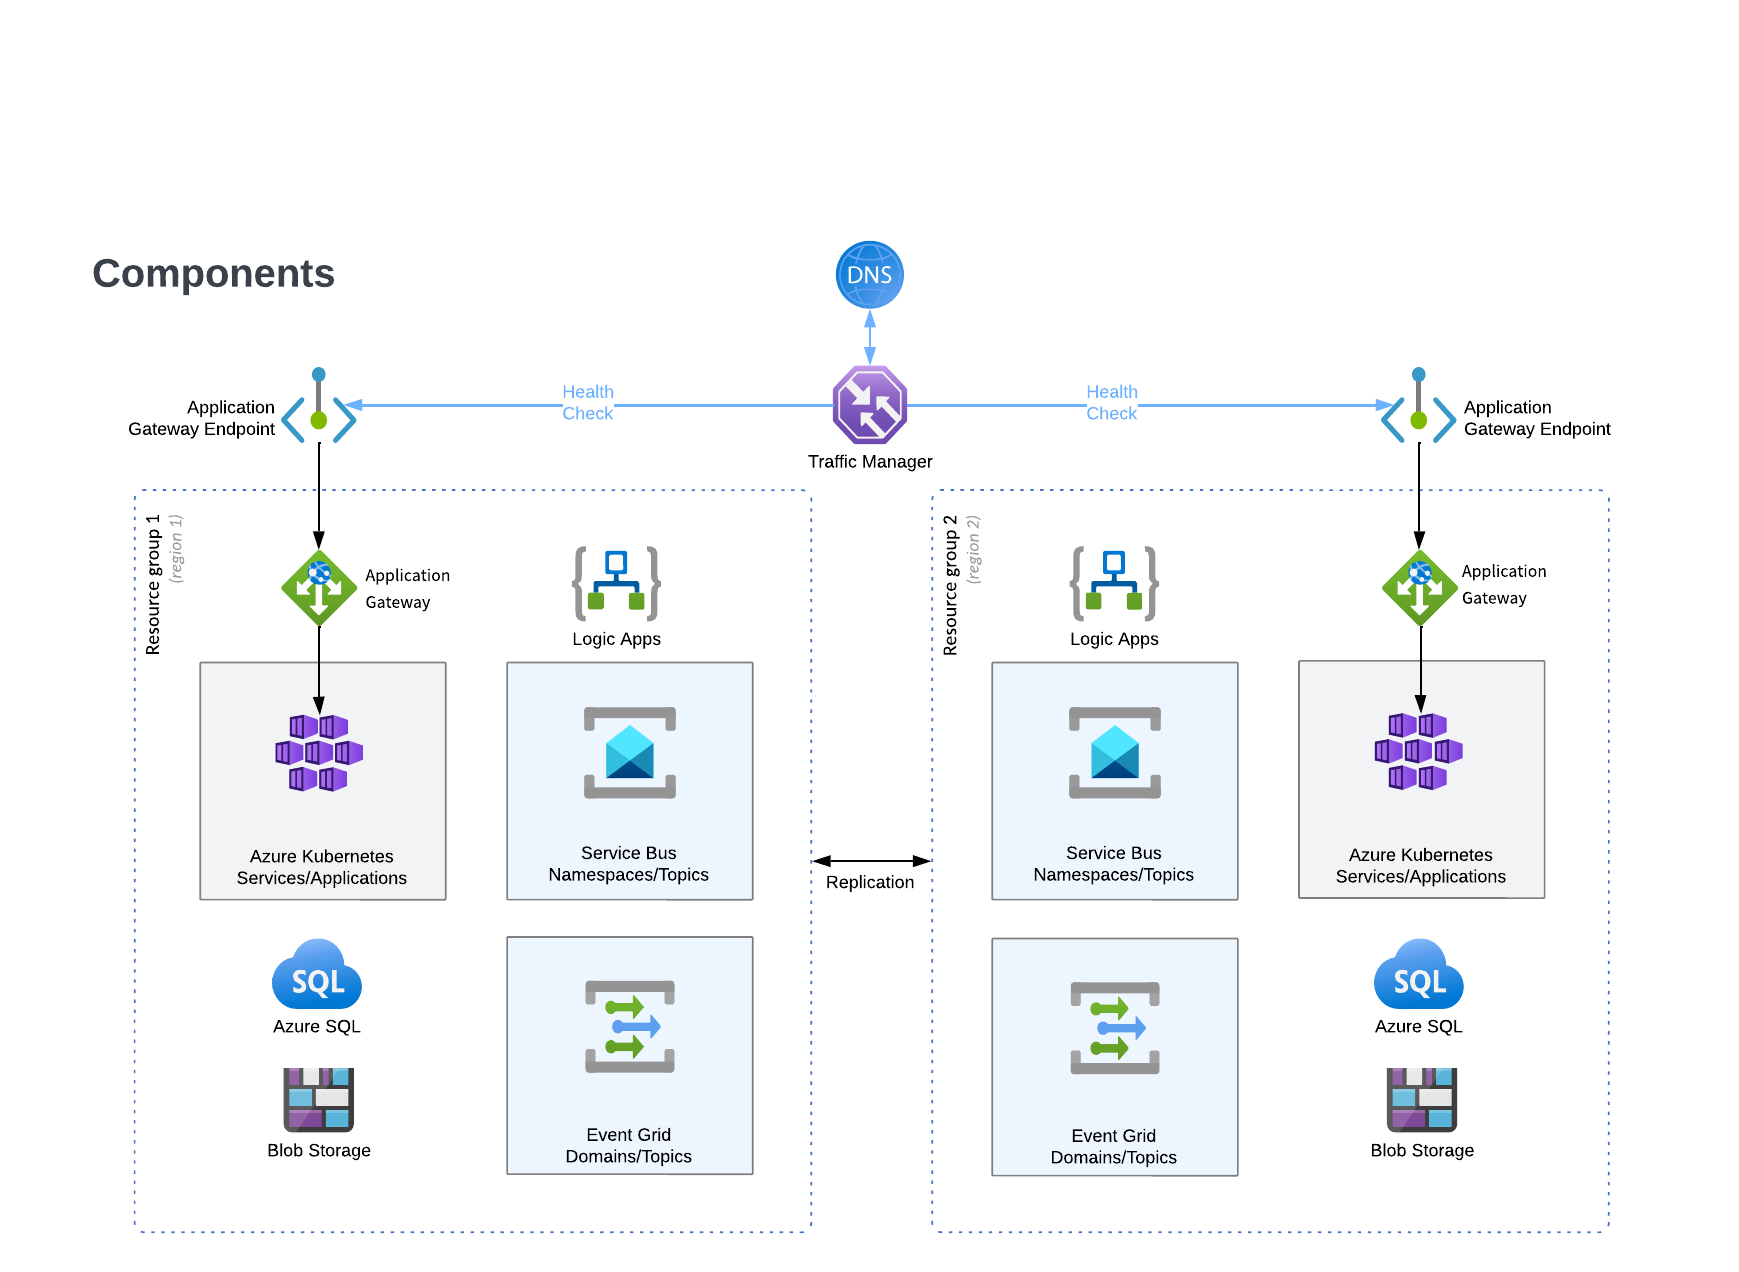 Components
DNS
Health
Check
Health
Check
Application
Gateway Endpoint
Application
Gateway Endpoint
Traffic Manager
Resource group 1
(region 1)
Application
Gateway
Logic Apps
Azure Kubernetes
Services/Applications
Service Bus
Namespaces/Topics
SQL
Azure SQL
Blob Storage
Event Grid
Domains/Topics
Replication
Resource group 2
(region 2)
Logic Apps
Application
Gateway
Service Bus
Namespaces/Topics
Azure Kubernetes
Services/Applications
Event Grid
Domains/Topics
SQL
Azure SQL
Blob Storage